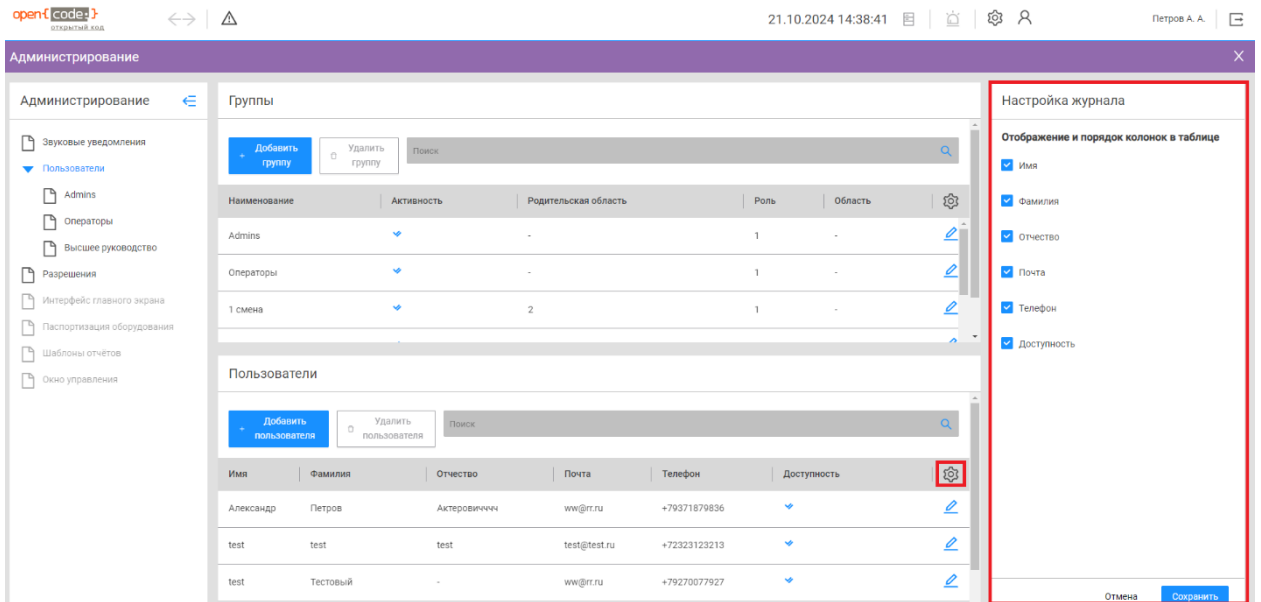 open{code:}
открытый код
21.10.2024 14:38:41
Петров А. А.
Администрирование
Администрирование
Звуковые уведомления
Пользователи
Admins
Операторы
Высшее руководство
Разрешения
Интерфейс главного экрана
Паспортизация оборудования
Шаблоны отчётов
Окно управления
Группы
+ Добавить
группу
Удалить
группу
Поиск
Наименование Активность Родительская область Роль Область
Admins - 1 -
Операторы - 1 -
1 смена 2 1 -
Пользователи
+ Добавить
пользователя
Удалить
пользователя
Поиск
Имя Фамилия Отчество Почта Телефон Доступность
Александр Петров Актеровичччч ww@rr.ru +79371879836
test test test test@test.ru +72323123213
test Тестовый - ww@rr.ru +79270077927
Настройка журнала
Отображение и порядок колонок в таблице
Имя
Фамилия
Отчество
Почта
Телефон
Доступность
Отмена Сохранить